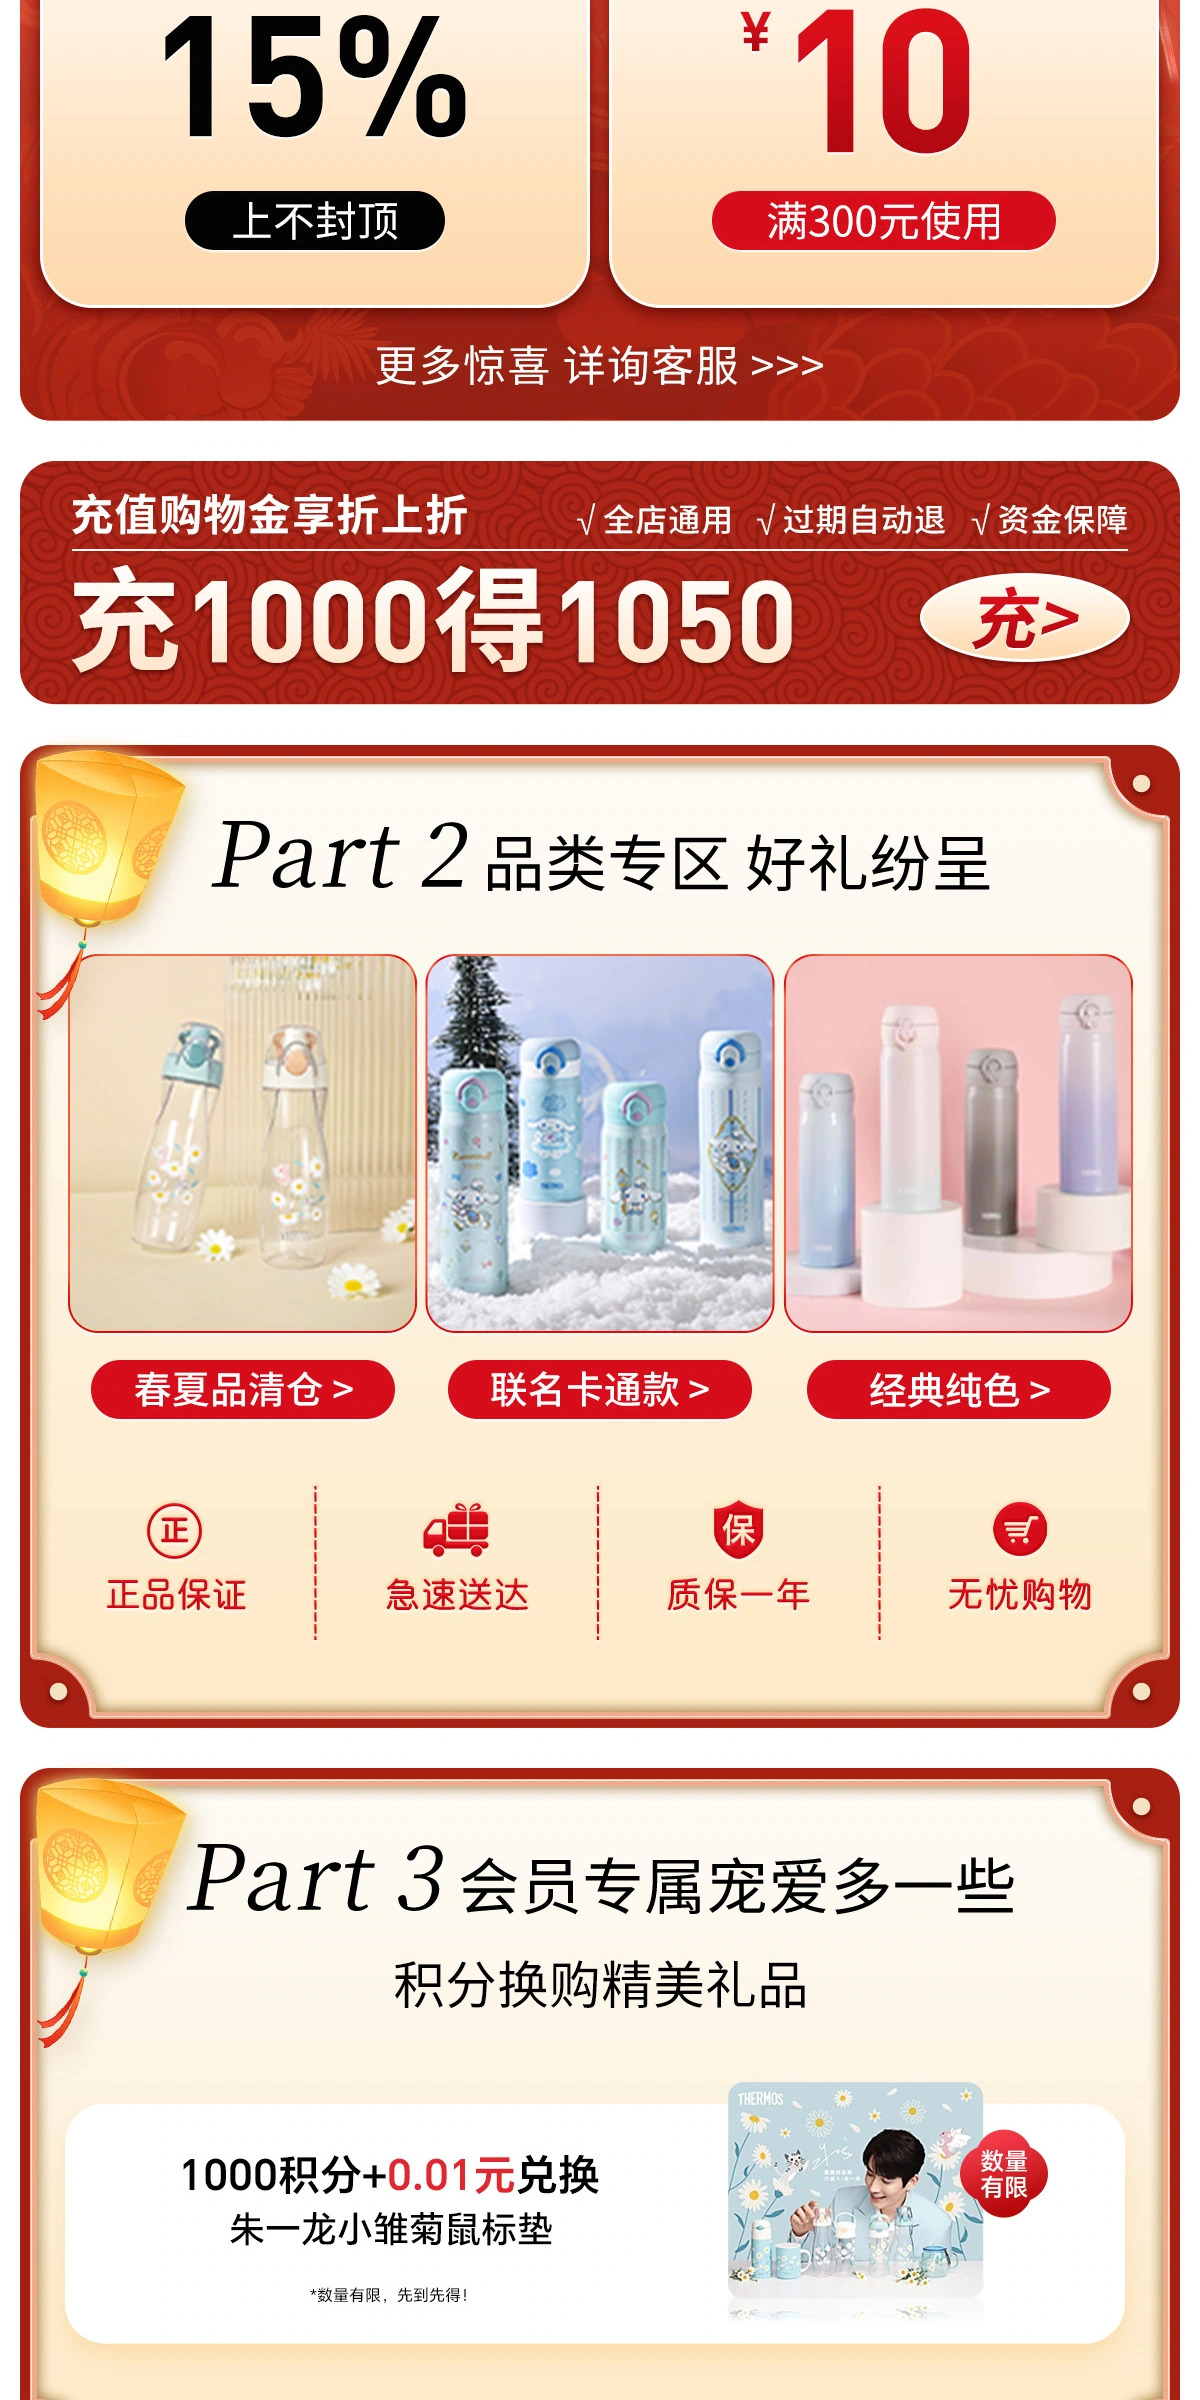 15%
¥10
上不封顶
满300元使用
更多惊喜 详询客服 >>>
充值购物金享折上折
√ 全店通用 √ 过期自动退 √ 资金保障
充1000得1050
充>
Part 2 品类专区 好礼纷呈
春夏品清仓 >
联名卡通款 >
经典纯色 >
正
保
正品保证
急速送达
质保一年
无忧购物
Part 3 会员专属宠爱多一些
积分换购精美礼品
THERMOS
数量
有限
1000积分+0.01元兑换
朱一龙小雏菊鼠标垫
*数量有限，先到先得!